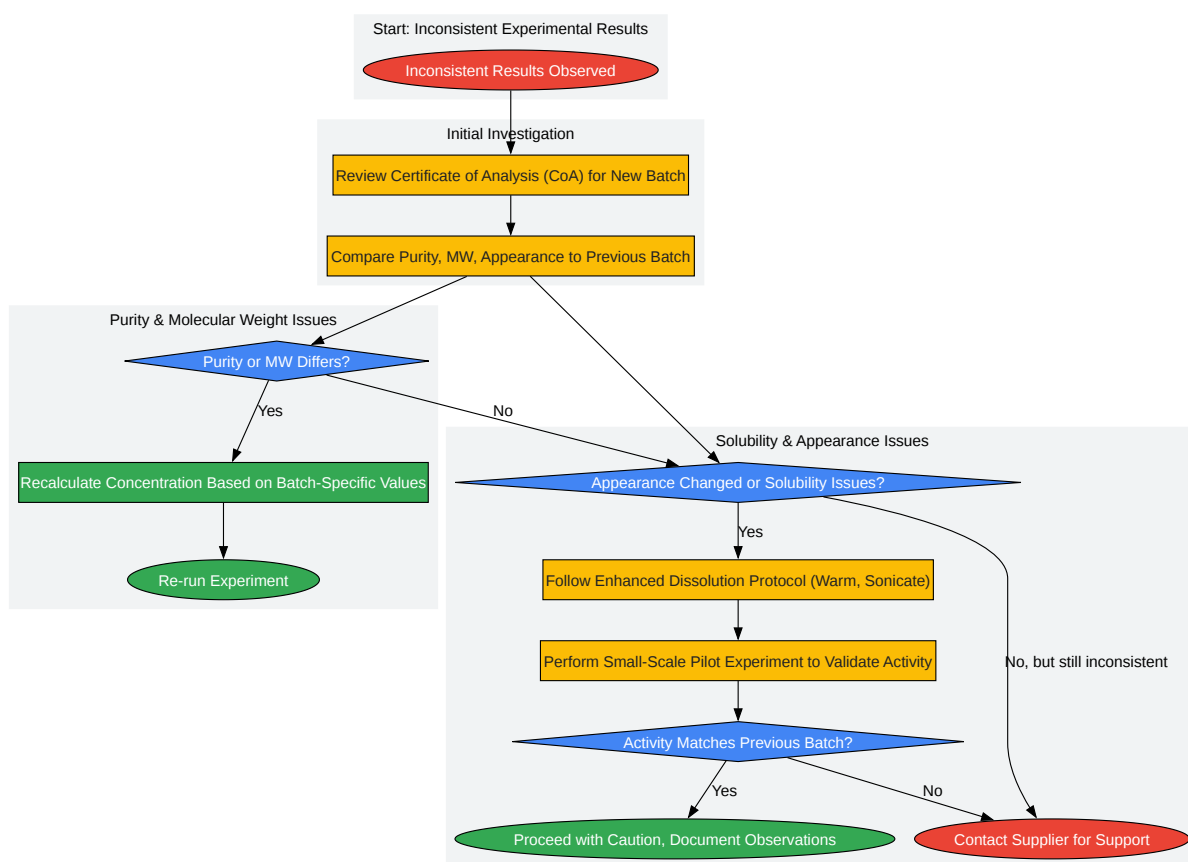 Start: Inconsistent Experimental Results
Inconsistent Results Observed
Initial Investigation
Review Certificate of Analysis (CoA) for New Batch
Compare Purity, MW, Appearance to Previous Batch
Purity & Molecular Weight Issues
Purity or MW Differs?
Yes
No
Recalculate Concentration Based on Batch-Specific Values
Re-run Experiment
Solubility & Appearance Issues
Appearance Changed or Solubility Issues?
Yes
Follow Enhanced Dissolution Protocol (Warm, Sonicate)
Perform Small-Scale Pilot Experiment to Validate Activity
No, but still inconsistent
Activity Matches Previous Batch?
Yes
No
Proceed with Caution, Document Observations
Contact Supplier for Support